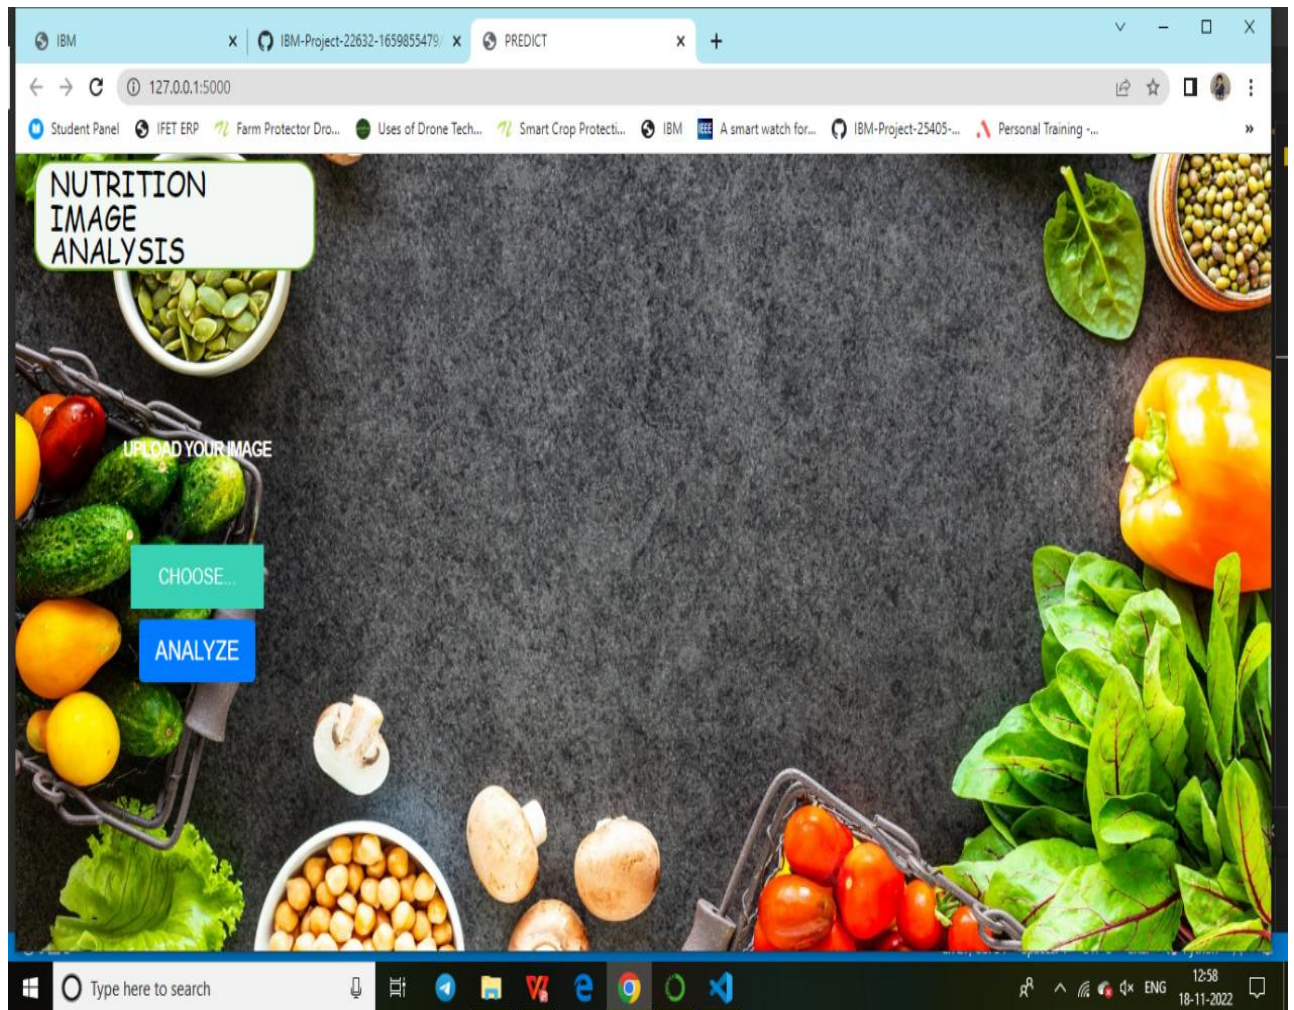 IBM
IBM-Project-22632-1659855479/
PREDICT
127.0.0.1:5000
Student Panel
IFET ERP
Farm Protector Dro...
Uses of Drone Tech...
Smart Crop Protecti...
IBM
IEEE
A smart watch for...
IBM-Project-25405-...
Personal Training -...
NUTRITION
IMAGE
ANALYSIS
UPLOAD YOUR IMAGE
CHOOSE...
ANALYZE
Type here to search
ENG
12:58
18-11-2022